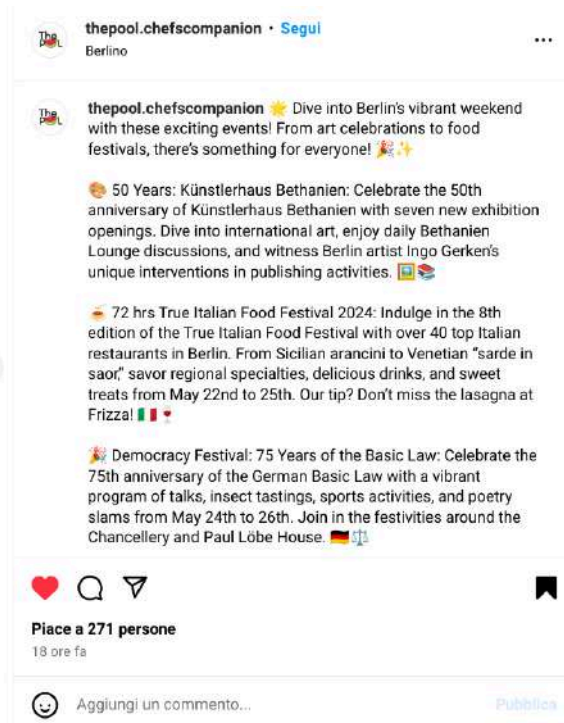 thepool.chefscompanion • Segui
Berlino
The
POOL
The
POOL
thepool.chefscompanion 🌟 Dive into Berlin's vibrant weekend
with these exciting events! From art celebrations to food
festivals, there's something for everyone! 🎉✨
🎨 50 Years: Künstlerhaus Bethanien: Celebrate the 50th
anniversary of Künstlerhaus Bethanien with seven new exhibition
openings. Dive into international art, enjoy daily Bethanien
Lounge discussions, and witness Berlin artist Ingo Gerken's
unique interventions in publishing activities. 🖼️📚
🍝 72 hrs True Italian Food Festival 2024: Indulge in the 8th
edition of the True Italian Food Festival with over 40 top Italian
restaurants in Berlin. From Sicilian arancini to Venetian "sarde in
saor," savor regional specialties, delicious drinks, and sweet
treats from May 22nd to 25th. Our tip? Don't miss the lasagna at
Frizza! 🇮🇹🍷
🎉 Democracy Festival: 75 Years of the Basic Law: Celebrate the
75th anniversary of the German Basic Law with a vibrant
program of talks, insect tastings, sports activities, and poetry
slams from May 24th to 26th. Join in the festivities around the
Chancellery and Paul Löbe House. 🇩🇪⚖️
Piace a 271 persone
18 ore fa
Aggiungi un commento... Pubblica